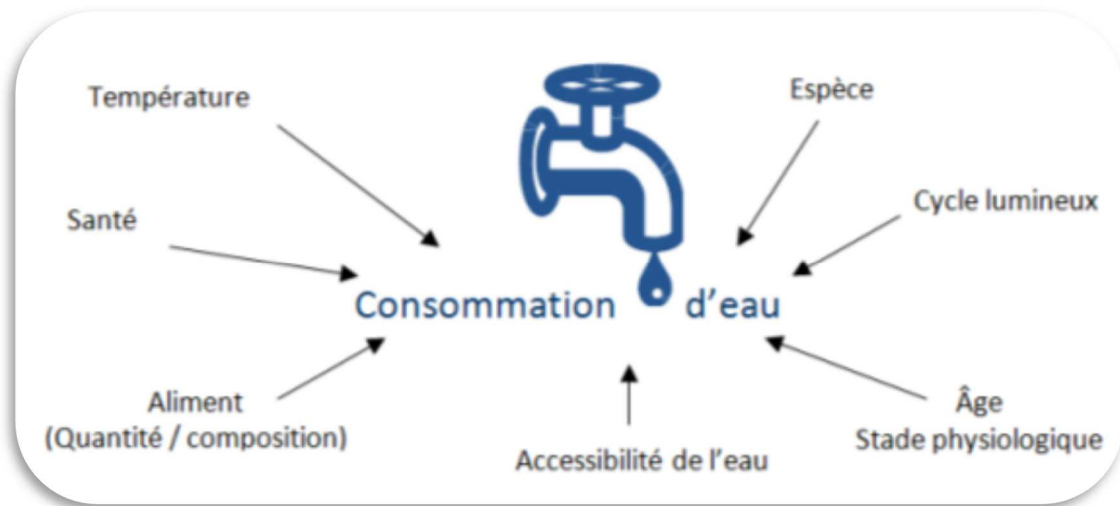 Température
Espèce
Santé
Cycle lumineux
Consommation d'eau
Aliment
(Quantité / composition)
Accessibilité de l'eau
Âge
Stade physiologique